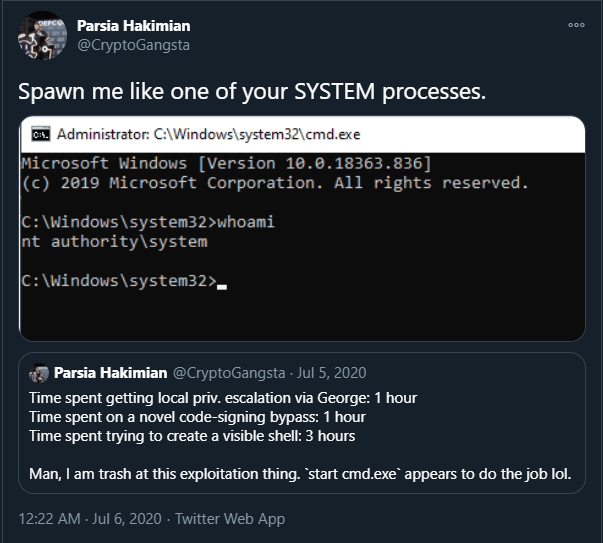 Parsia Hakimian
@CryptoGangsta
Spawn me like one of your SYSTEM processes.
Administrator: C:\Windows\system32\cmd.exe
Microsoft Windows [Version 10.0.18363.836]
(c) 2019 Microsoft Corporation. All rights reserved.
C:\Windows\system32>whoami
nt authority\system
C:\Windows\system32>
Parsia Hakimian @CryptoGangsta · Jul 5, 2020
Time spent getting local priv. escalation via George: 1 hour
Time spent on a novel code-signing bypass: 1 hour
Time spent trying to create a visible shell: 3 hours
Man, I am trash at this exploitation thing. `start cmd.exe` appears to do the job lol.
12:22 AM · Jul 6, 2020 · Twitter Web App